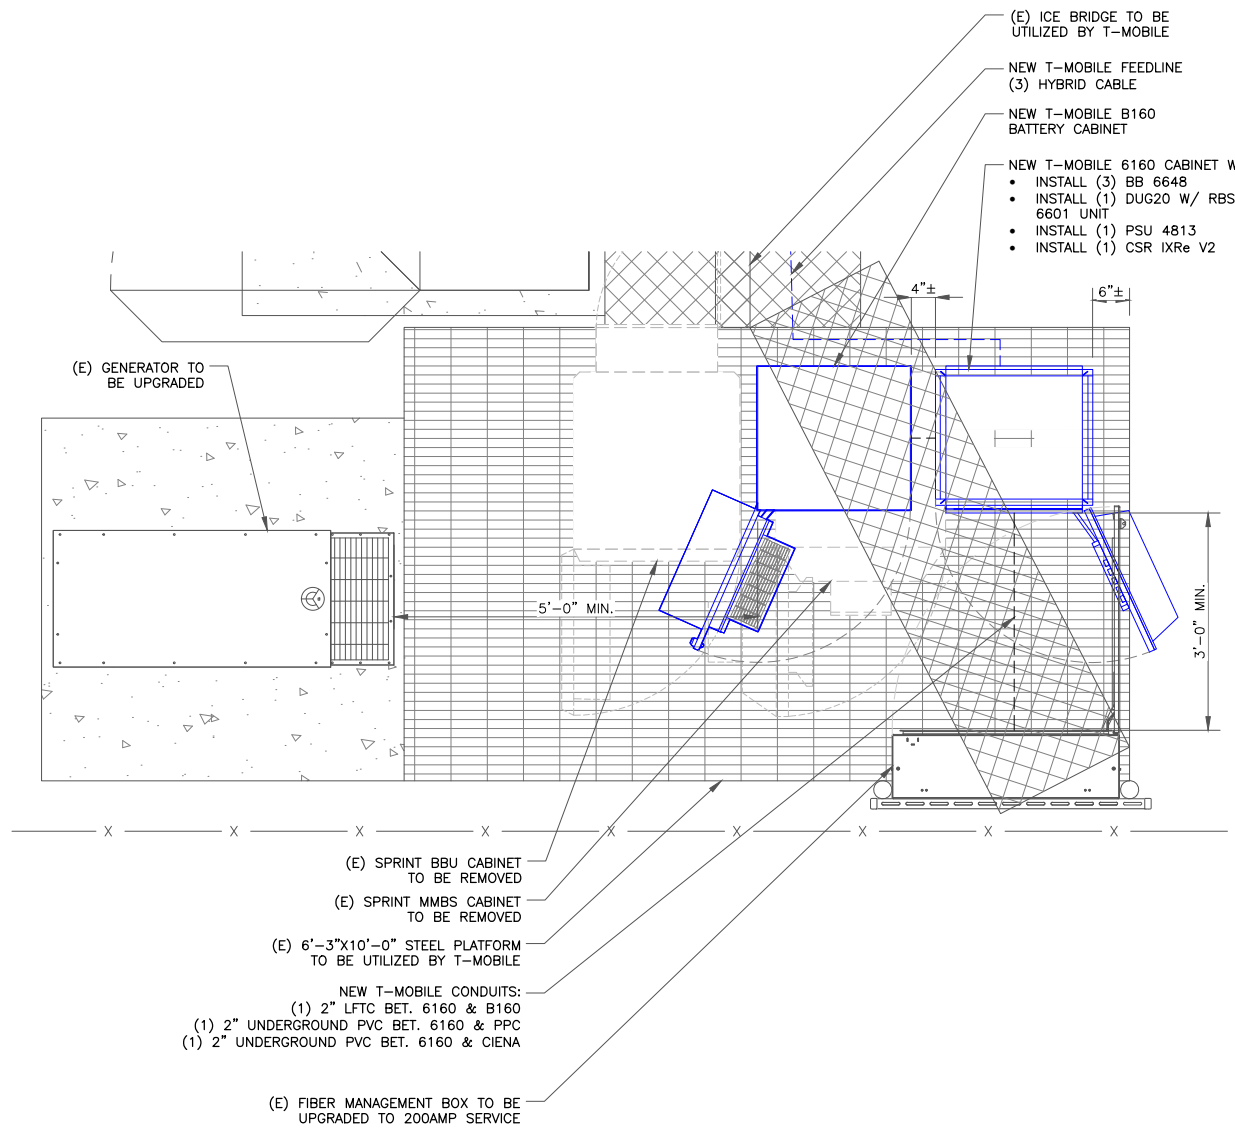 (E) ICE BRIDGE TO BE
UTILIZED BY T-MOBILE
NEW T-MOBILE FEEDLINE
(3) HYBRID CABLE
NEW T-MOBILE B160
BATTERY CABINET
NEW T-MOBILE 6160 CABINET W
• INSTALL (3) BB 6648
• INSTALL (1) DUG20 W/ RBS
6601 UNIT
• INSTALL (1) PSU 4813
• INSTALL (1) CSR IXRe V2
4"±
6"±
(E) GENERATOR TO
BE UPGRADED
5'-0" MIN.
3'-0" MIN.
X X X X X X X X X
(E) SPRINT BBU CABINET
TO BE REMOVED
(E) SPRINT MMBS CABINET
TO BE REMOVED
(E) 6'-3"X10'-0" STEEL PLATFORM
TO BE UTILIZED BY T-MOBILE
NEW T-MOBILE CONDUITS:
(1) 2" LFTC BET. 6160 & B160
(1) 2" UNDERGROUND PVC BET. 6160 & PPC
(1) 2" UNDERGROUND PVC BET. 6160 & CIENA
(E) FIBER MANAGEMENT BOX TO BE
UPGRADED TO 200AMP SERVICE